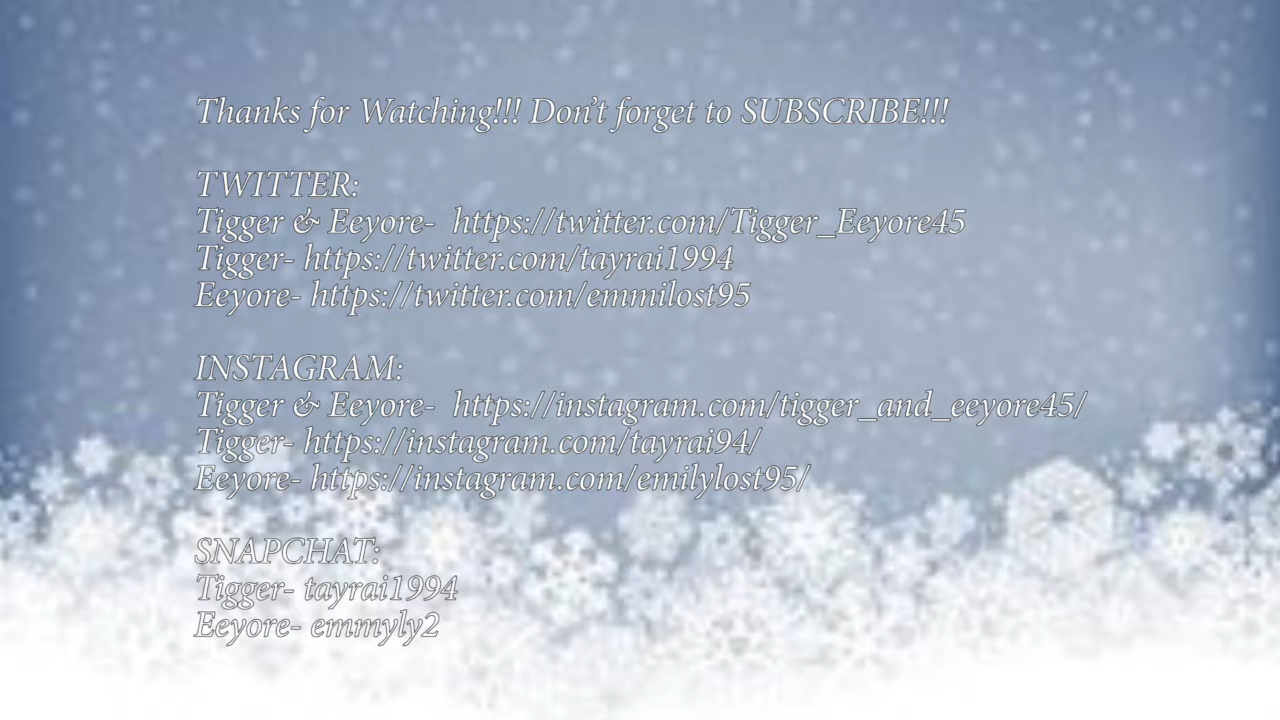 Thanks for Watching!!! Don't forget to SUBSCRIBE!!!
TWITTER:
Tigger & Eeyore-  https://twitter.com/Tigger_Eeyore45
Tigger- https://twitter.com/tayrai1994
Eeyore- https://twitter.com/emmilost95
INSTAGRAM:
Tigger & Eeyore-  https://instagram.com/tigger_and_eeyore45/
Tigger- https://instagram.com/tayrai94/
Eeyore- https://instagram.com/emilylost95/
SNAPCHAT:
Tigger- tayrai1994
Eeyore- emmyly2